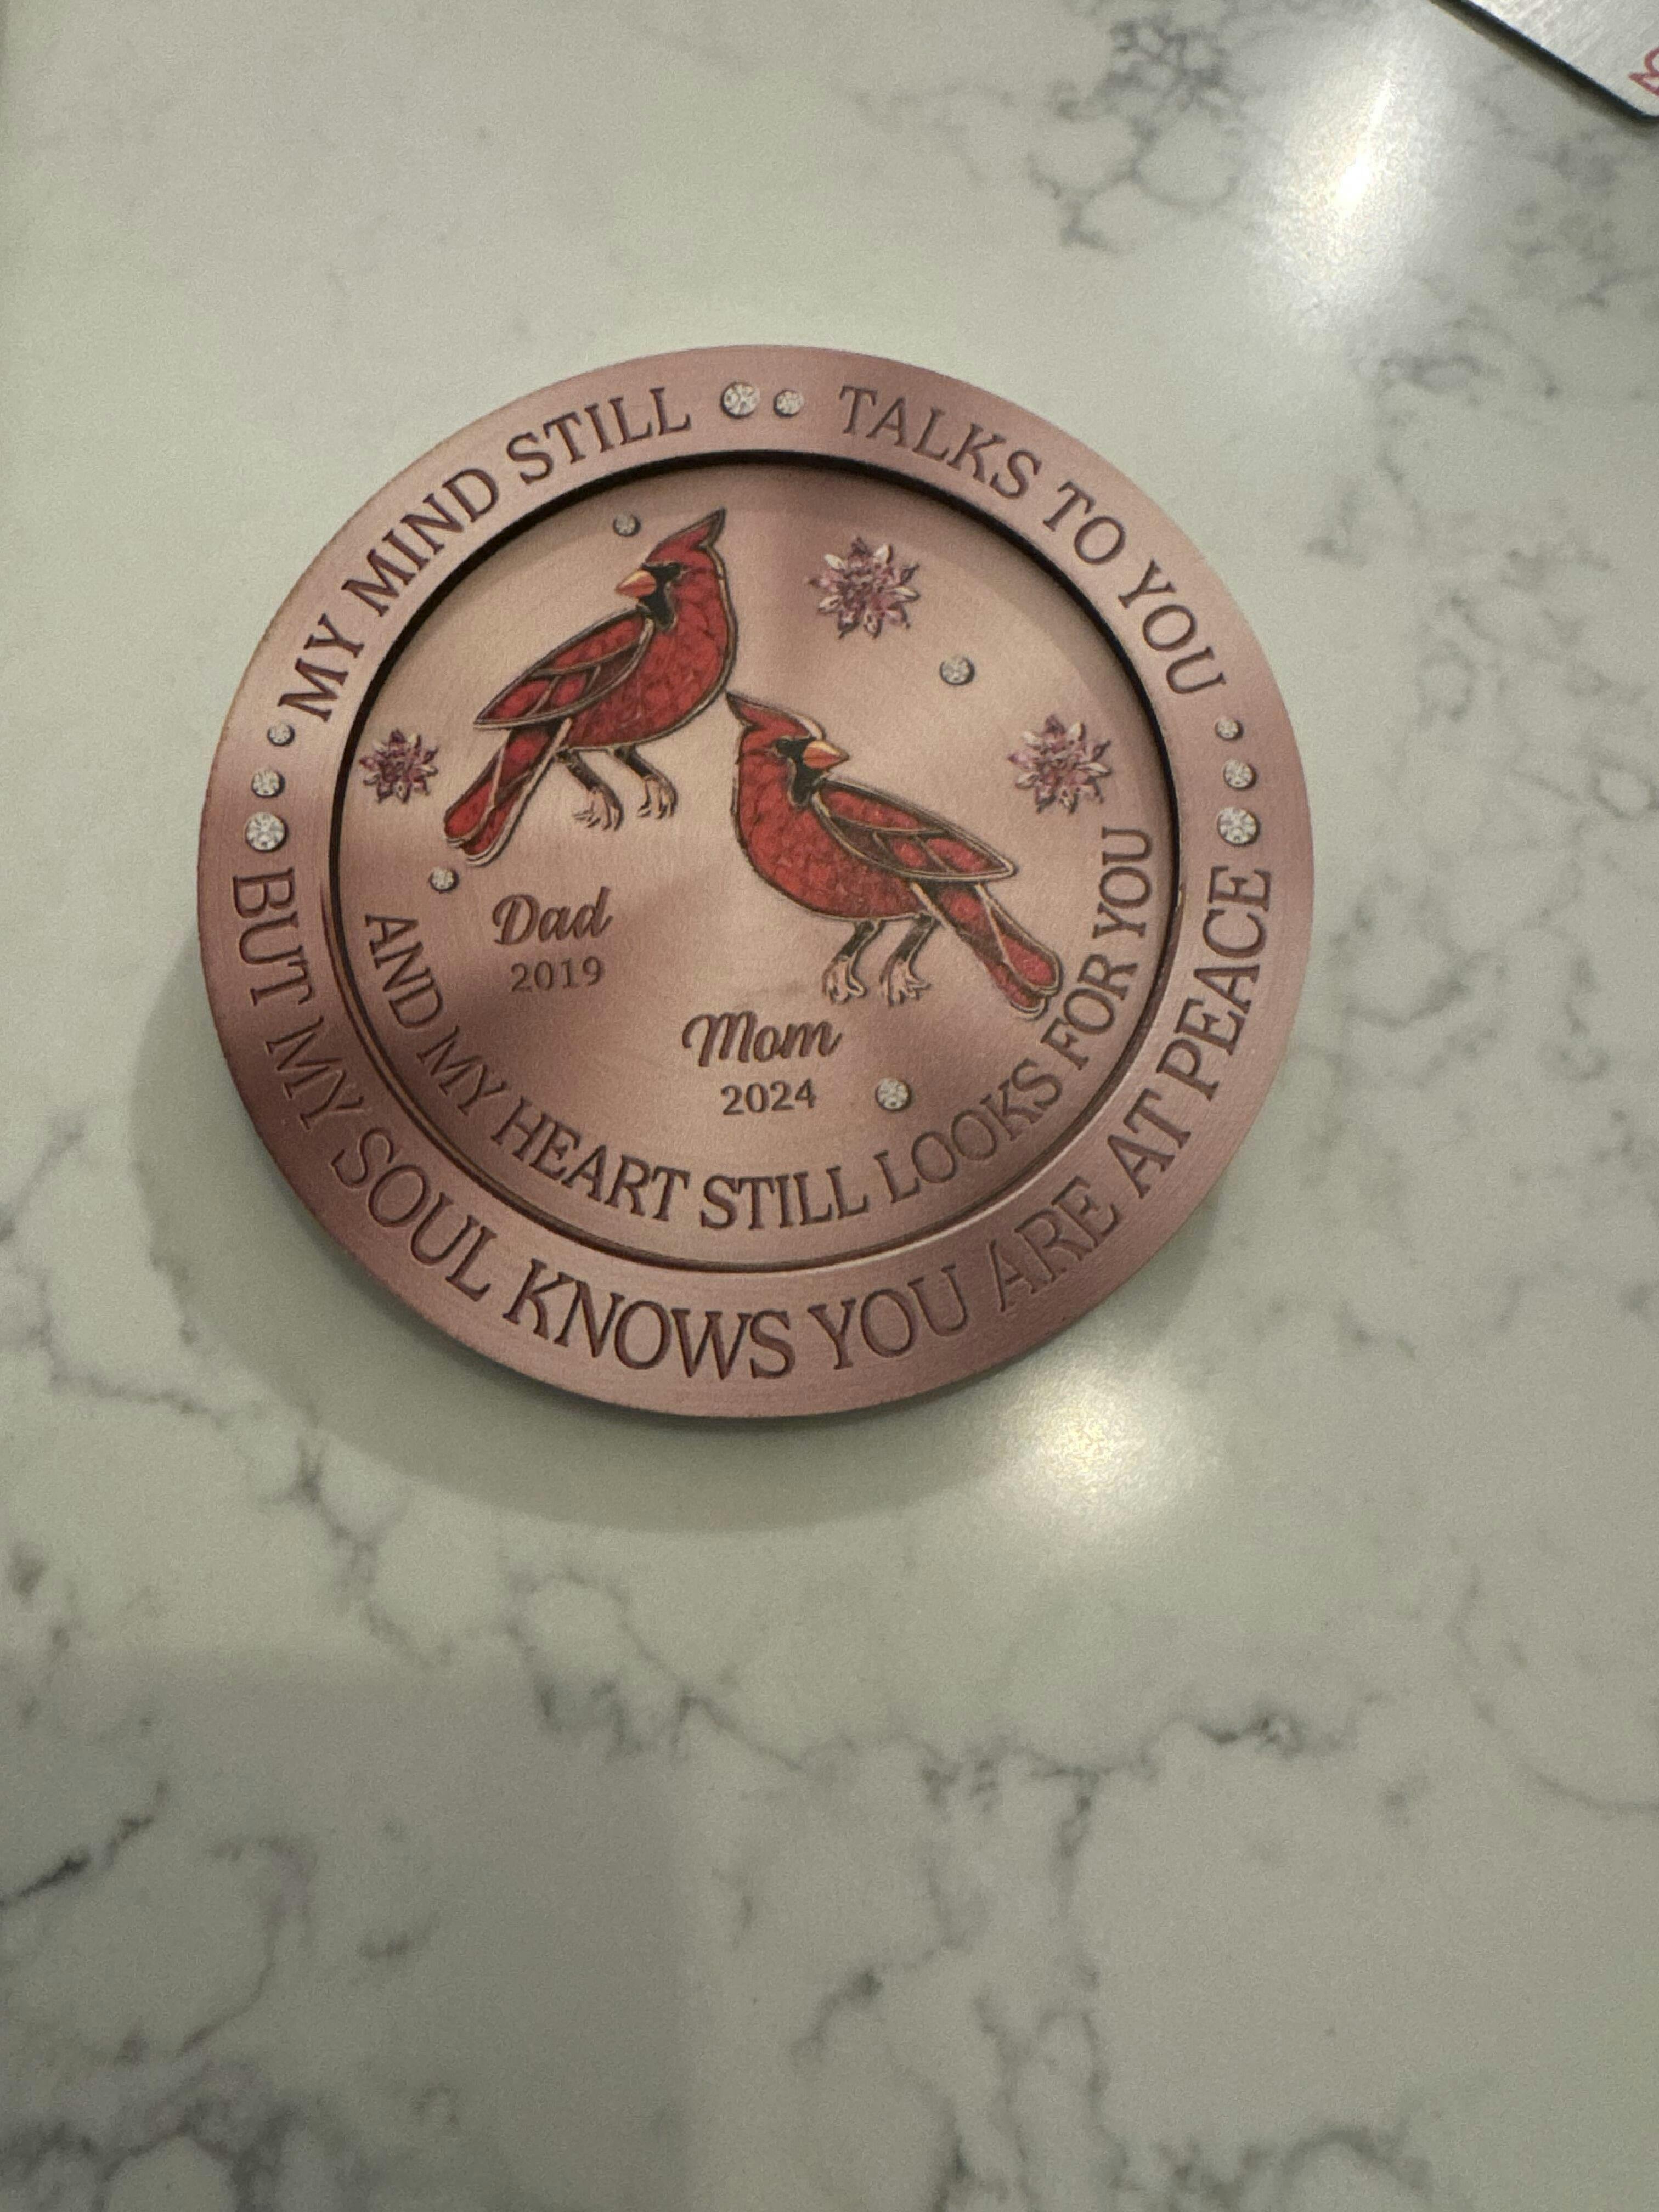 MY MIND STILL TALKS TO YOU
AND MY HEART STILL LOOKS FOR YOU
BUT MY SOUL KNOWS YOU ARE AT PEACE
Dad
2019
Mom
2024